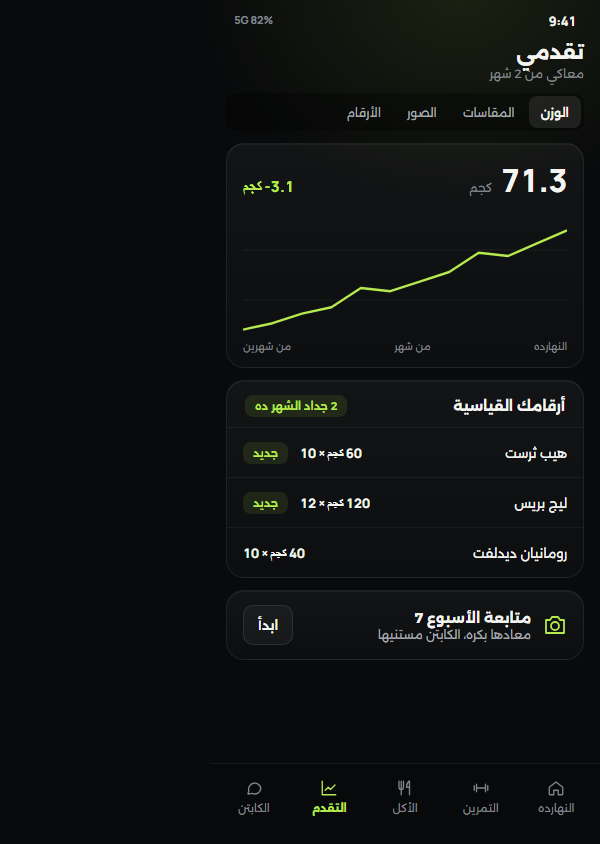 9:41
5G 82%
تقدمي
معاكي من 2 شهر
الوزن
المقاسات
الصور
الأرقام
71.3 كجم
-3.1 كجم
النهارده
من شهر
من شهرين
أرقامك القياسية
2 جداد الشهر ده
هيب ثرست
60 كجم × 10
جديد
ليج بريس
120 كجم × 12
جديد
رومانيان ديدلفت
40 كجم × 10
متابعة الأسبوع 7
معادها بكره، الكابتن مستنيها
ابدأ
النهارده
التمرين
الأكل
التقدم
الكابتن